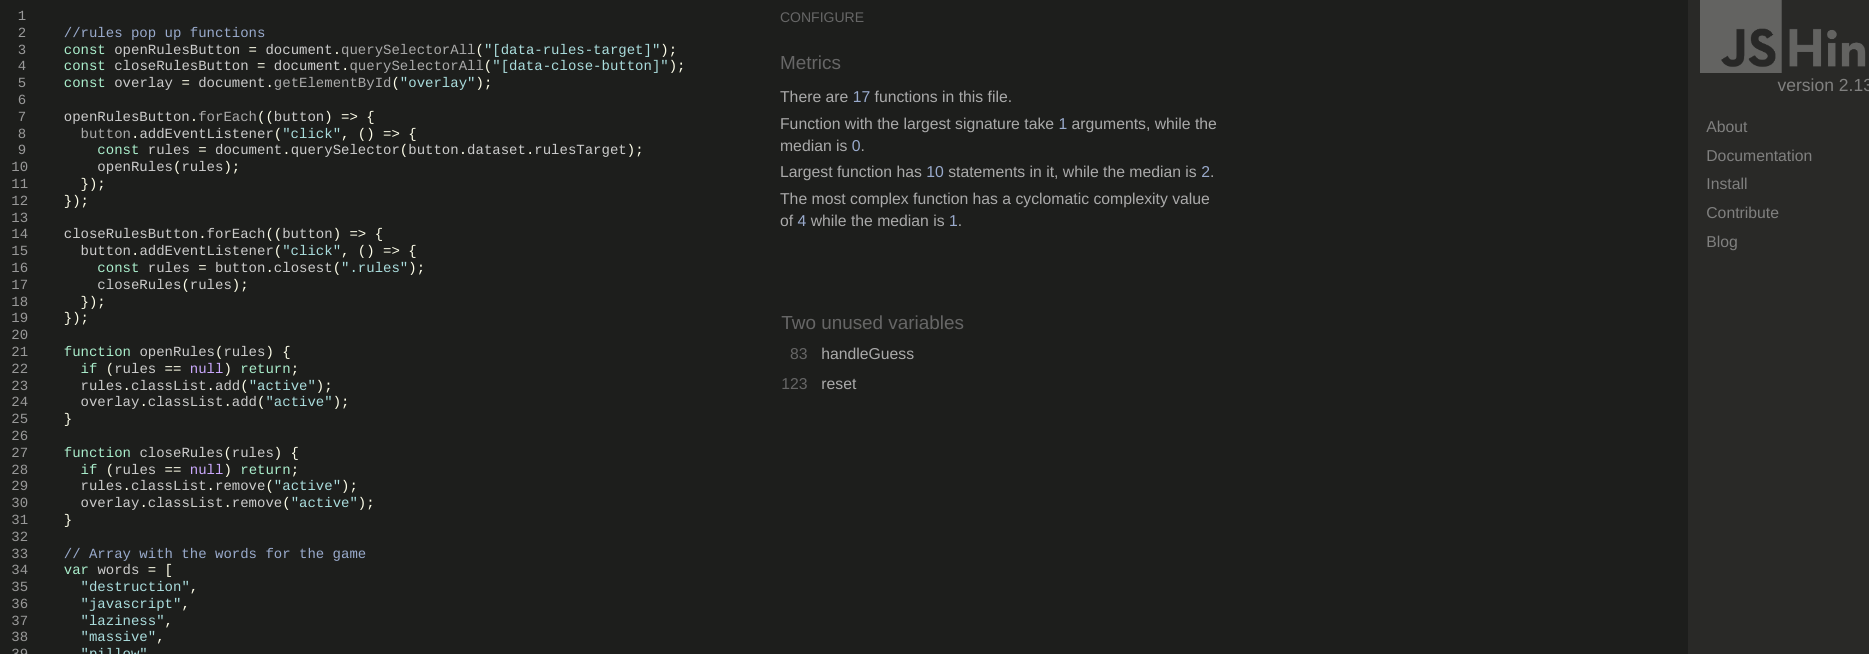 1
2 //rules pop up functions
3 const openRulesButton = document.querySelectorAll("[data-rules-target]");
4 const closeRulesButton = document.querySelectorAll("[data-close-button]");
5 const overlay = document.getElementById("overlay");
6
7 openRulesButton.forEach((button) => {
8   button.addEventListener("click", () => {
9     const rules = document.querySelector(button.dataset.rulesTarget);
10     openRules(rules);
11   });
12 });
13
14 closeRulesButton.forEach((button) => {
15   button.addEventListener("click", () => {
16     const rules = button.closest(".rules");
17     closeRules(rules);
18   });
19 });
20
21 function openRules(rules) {
22   if (rules == null) return;
23   rules.classList.add("active");
24   overlay.classList.add("active");
25 }
26
27 function closeRules(rules) {
28   if (rules == null) return;
29   rules.classList.remove("active");
30   overlay.classList.remove("active");
31 }
32
33 // Array with the words for the game
34 var words = [
35   "destruction",
36   "javascript",
37   "laziness",
38   "massive",
39   "pillow"
CONFIGURE
Metrics
There are 17 functions in this file.
Function with the largest signature take 1 arguments, while the
median is 0.
Largest function has 10 statements in it, while the median is 2.
The most complex function has a cyclomatic complexity value
of 4 while the median is 1.
Two unused variables
83 handleGuess
123 reset
JSHin
version 2.13
About
Documentation
Install
Contribute
Blog